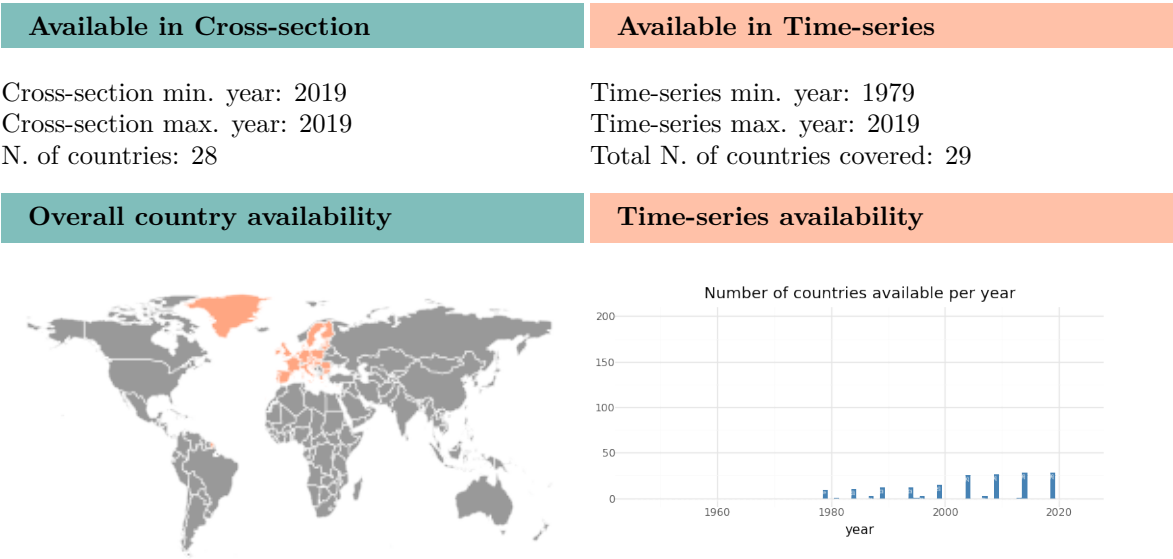 Available in Cross-section
Available in Time-series
Cross-section min. year: 2019
Cross-section max. year: 2019
N. of countries: 28
Time-series min. year: 1979
Time-series max. year: 2019
Total N. of countries covered: 29
Overall country availability
Time-series availability
Number of countries available per year
200
150
100
50
0
1960
1980
2000
2020
year